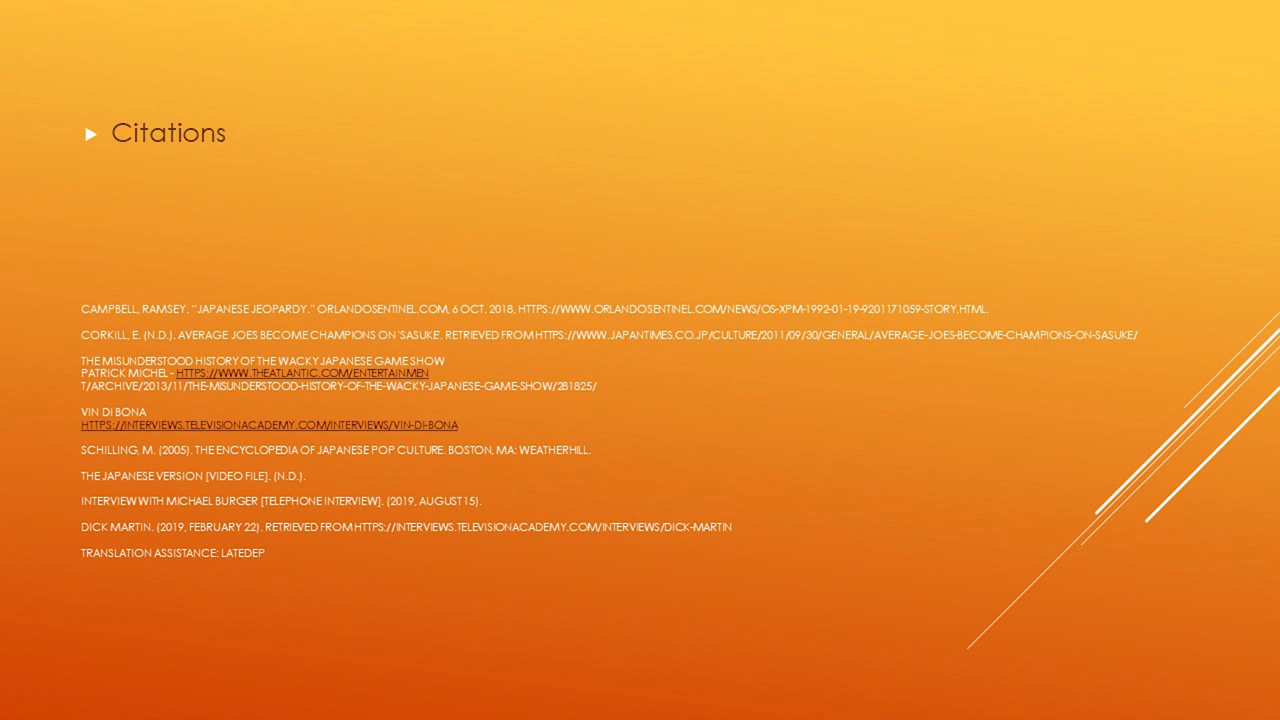 Citations
CAMPBELL, RAMSEY. "JAPANESE JEOPARDY." ORLANDOSENTINEL.COM, 6 OCT. 2018, HTTPS://WWW.ORLANDOSENTINEL.COM/NEWS/OS-XPM-1992-01-19-9201171059-STORY.HTML.
CORKILL, E. (N.D.). AVERAGE JOES BECOME CHAMPIONS ON 'SASUKE. RETRIEVED FROM HTTPS://WWW.JAPANTIMES.CO.JP/CULTURE/2011/09/30/GENERAL/AVERAGE-JOES-BECOME-CHAMPIONS-ON-SASUKE/
THE MISUNDERSTOOD HISTORY OF THE WACKY JAPANESE GAME SHOW
PATRICK MICHEL - HTTPS://WWW.THEATLANTIC.COM/ENTERTAINMEN
T/ARCHIVE/2013/11/THE-MISUNDERSTOOD-HISTORY-OF-THE-WACKY-JAPANESE-GAME-SHOW/281825/
VIN DI BONA
HTTPS://INTERVIEWS.TELEVISIONACADEMY.COM/INTERVIEWS/VIN-DI-BONA
SCHILLING, M. (2005). THE ENCYCLOPEDIA OF JAPANESE POP CULTURE. BOSTON, MA: WEATHERHILL.
THE JAPANESE VERSION [VIDEO FILE]. (N.D.).
INTERVIEW WITH MICHAEL BURGER [TELEPHONE INTERVIEW]. (2019, AUGUST 15).
DICK MARTIN. (2019, FEBRUARY 22). RETRIEVED FROM HTTPS://INTERVIEWS.TELEVISIONACADEMY.COM/INTERVIEWS/DICK-MARTIN
TRANSLATION ASSISTANCE: LATEDEP